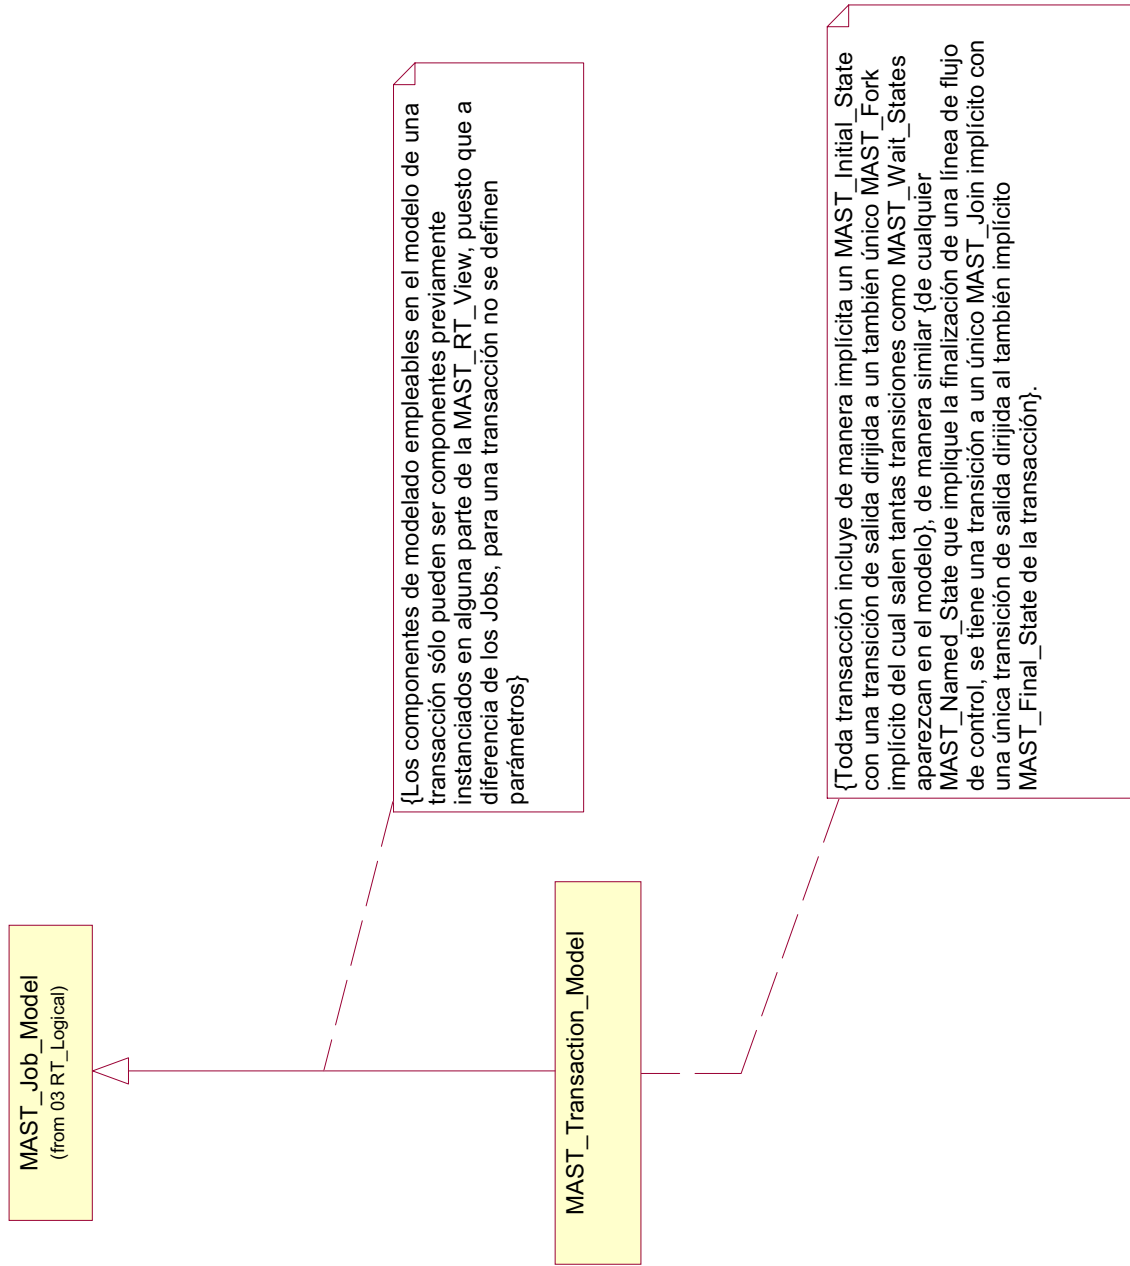 MAST_Job_Model
(from 03 RT_Logical)
{Los componentes de modelado empleables en el modelo de una
transacción sólo pueden ser componentes previamente
instanciados en alguna parte de la MAST_RT_View, puesto que a
diferencia de los Jobs, para una transacción no se definen
parámetros}
MAST_Transaction_Model
{Toda transacción incluye de manera implícita un MAST_Initial_State
con una transición de salida dirijida a un también único MAST_Fork
implícito del cual salen tantas transiciones como MAST_Wait_States
aparezcan en el modelo}, de manera similar {de cualquier
MAST_Named_State que implique la finalización de una línea de flujo
de control, se tiene una transición a un único MAST_Join implícito con
una única transición de salida dirijida al también implícito
MAST_Final_State de la transacción}.